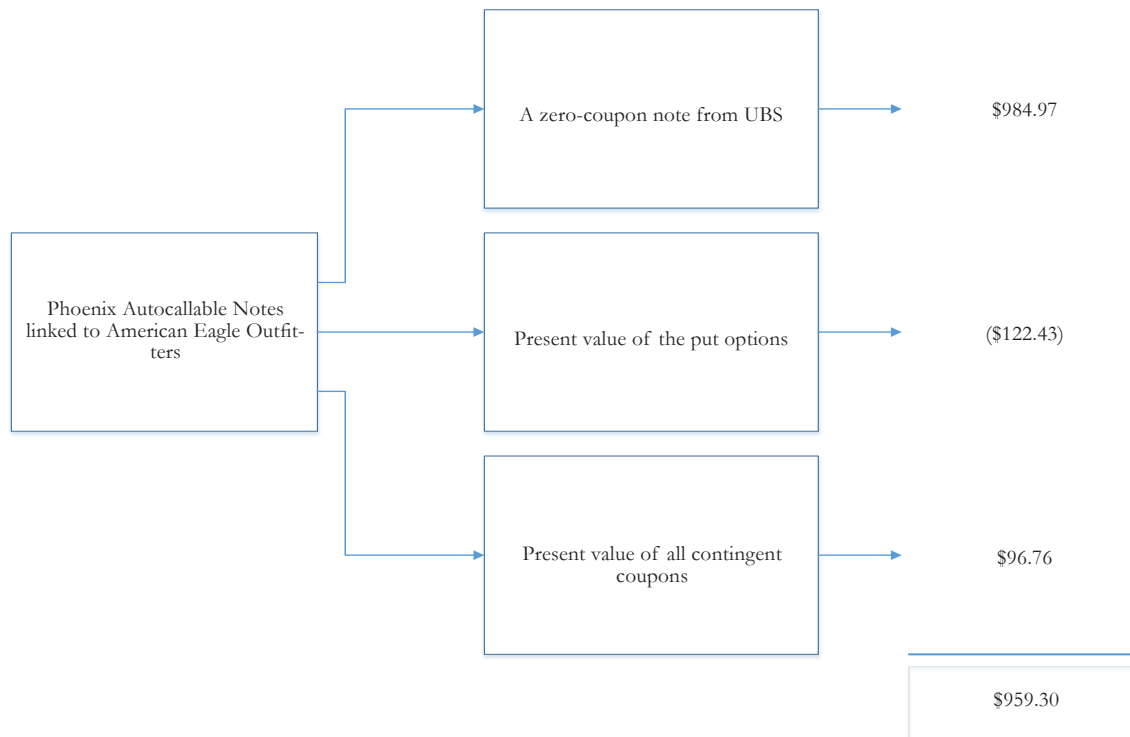 A zero-coupon note from UBS
$984.97
Phoenix Autocallable Notes
linked to American Eagle Outfit-
ters
Present value of the put options
($122.43)
Present value of all contingent
coupons
$96.76
$959.30